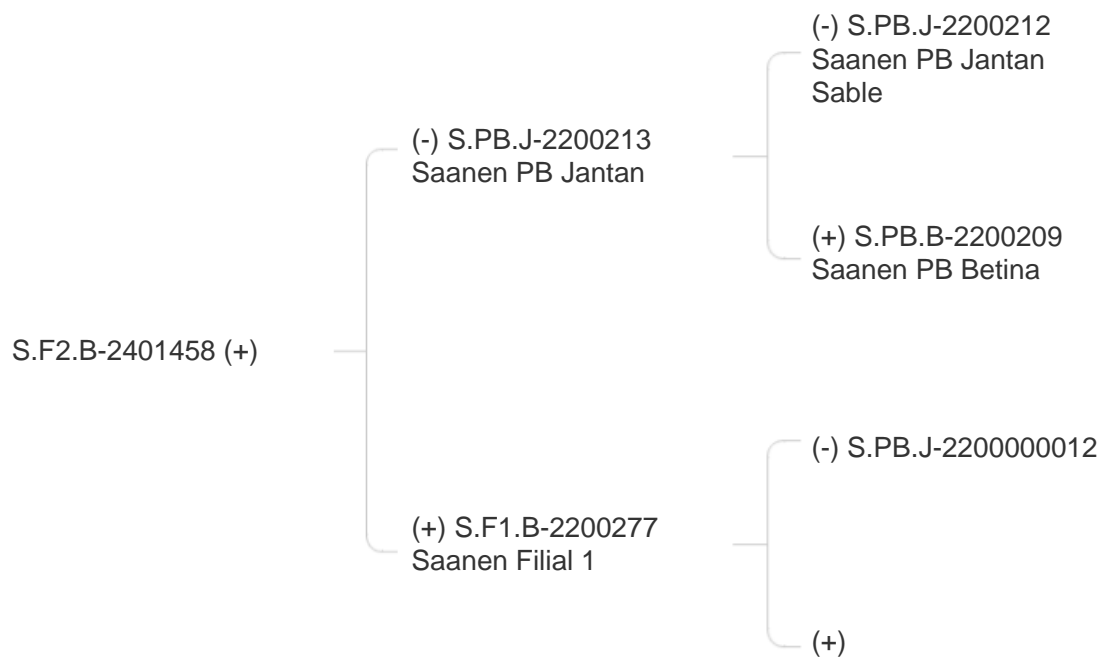 (-) S.PB.J-2200212
Saanen PB Jantan
Sable
(-) S.PB.J-2200213
Saanen PB Jantan
(+) S.PB.B-2200209
Saanen PB Betina
S.F2.B-2401458 (+)
(-) S.PB.J-2200000012
(+) S.F1.B-2200277
Saanen Filial 1
(+)